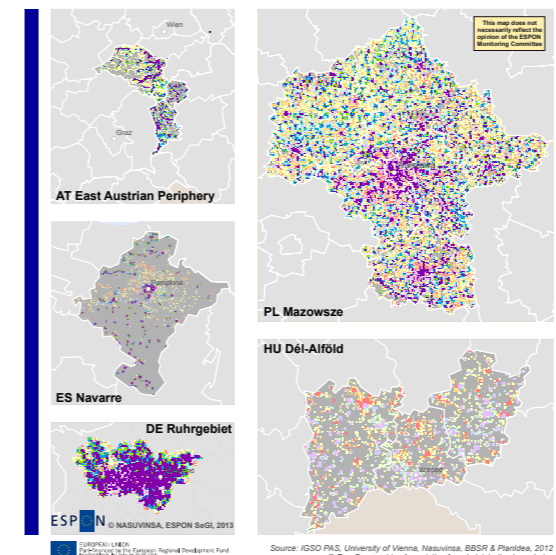 Wien
Graz
AT East Austrian Periphery
This map does not
necessarily reflect the
opinion of the ESPON
Monitoring Committee
PL Mazowsze
Pamplona
ES Navarre
HU Dél-Alföld
DE Ruhrgebiet
ESPON © NASUVINSA, ESPON SeGI, 2013
EUROPEAN UNION
Part-financed by the European Regional Development Fund
Source: IGSO PAS, University of Vienna, Nasuvinsa, BBSR & PlanIdea, 2012